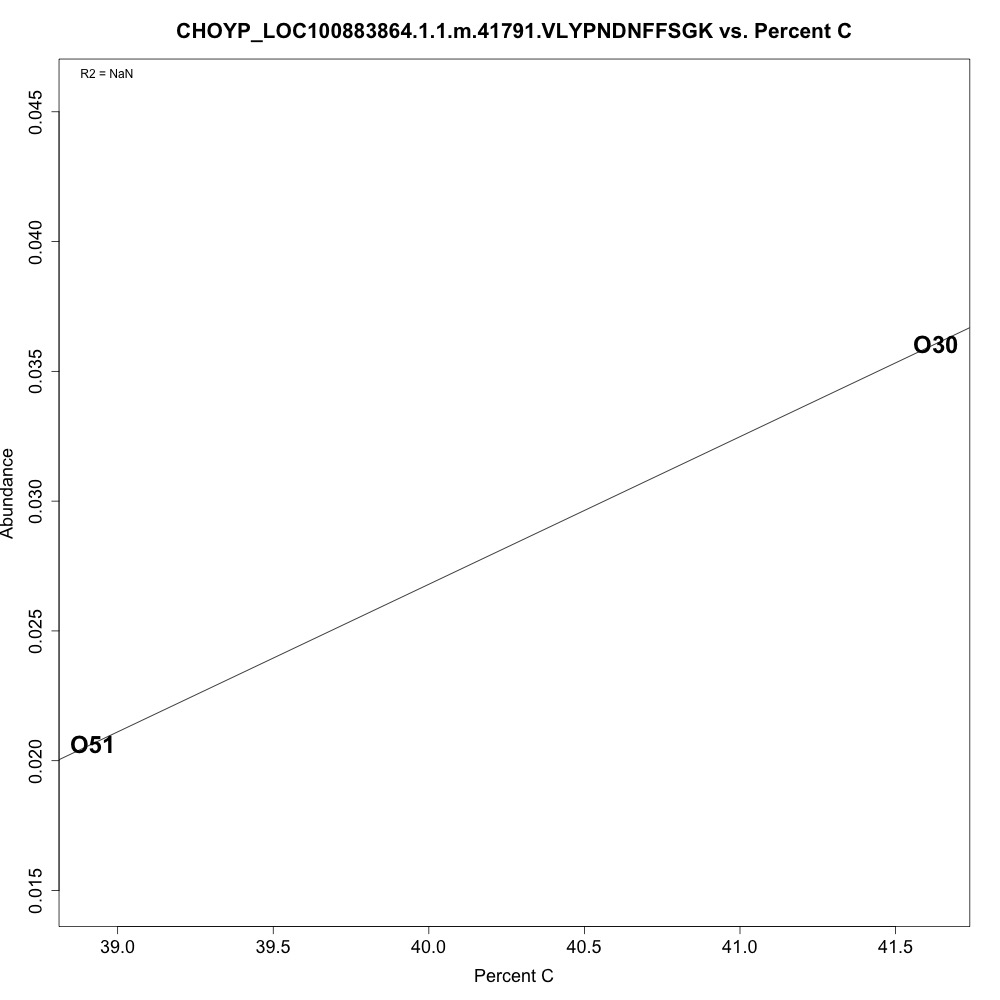 CHOYP_LOC100883864.1.1.m.41791.VLYPNDNFFSGK vs. Percent C
R2 = NaN
0.045
0.040
0.035
0.030
0.025
0.020
0.015
Abundance
O30
O51
39.0 39.5 40.0 40.5 41.0 41.5
Percent C